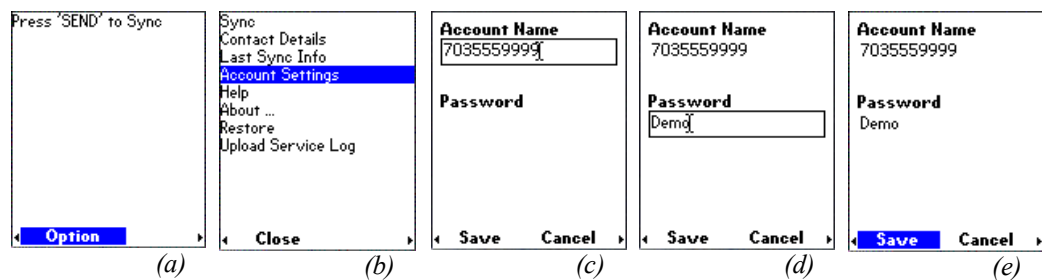 Press 'SEND' to Sync
Option
(a)
Sync
Contact Details
Last Sync Info
Account Settings
Help
About ...
Restore
Upload Service Log
Close
(b)
Account Name
7035559999
Password
Save Cancel
(c)
Account Name
7035559999
Password
Demo
Save Cancel
(d)
Account Name
7035559999
Password
Demo
Save Cancel
(e)